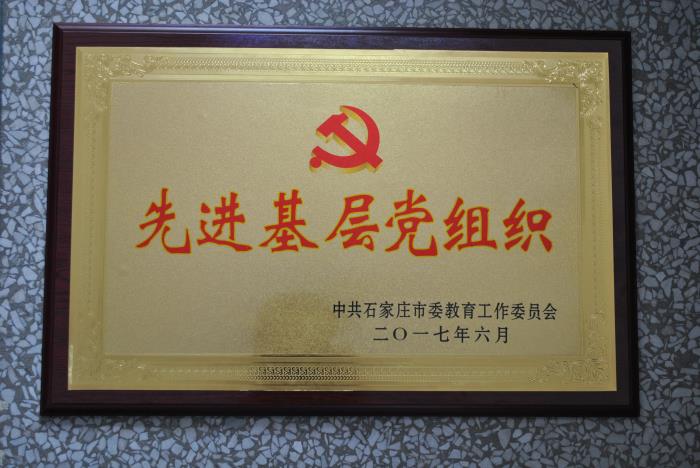 先进基层党组织
中共石家庄市委教育工作委员会
二〇一七年六月